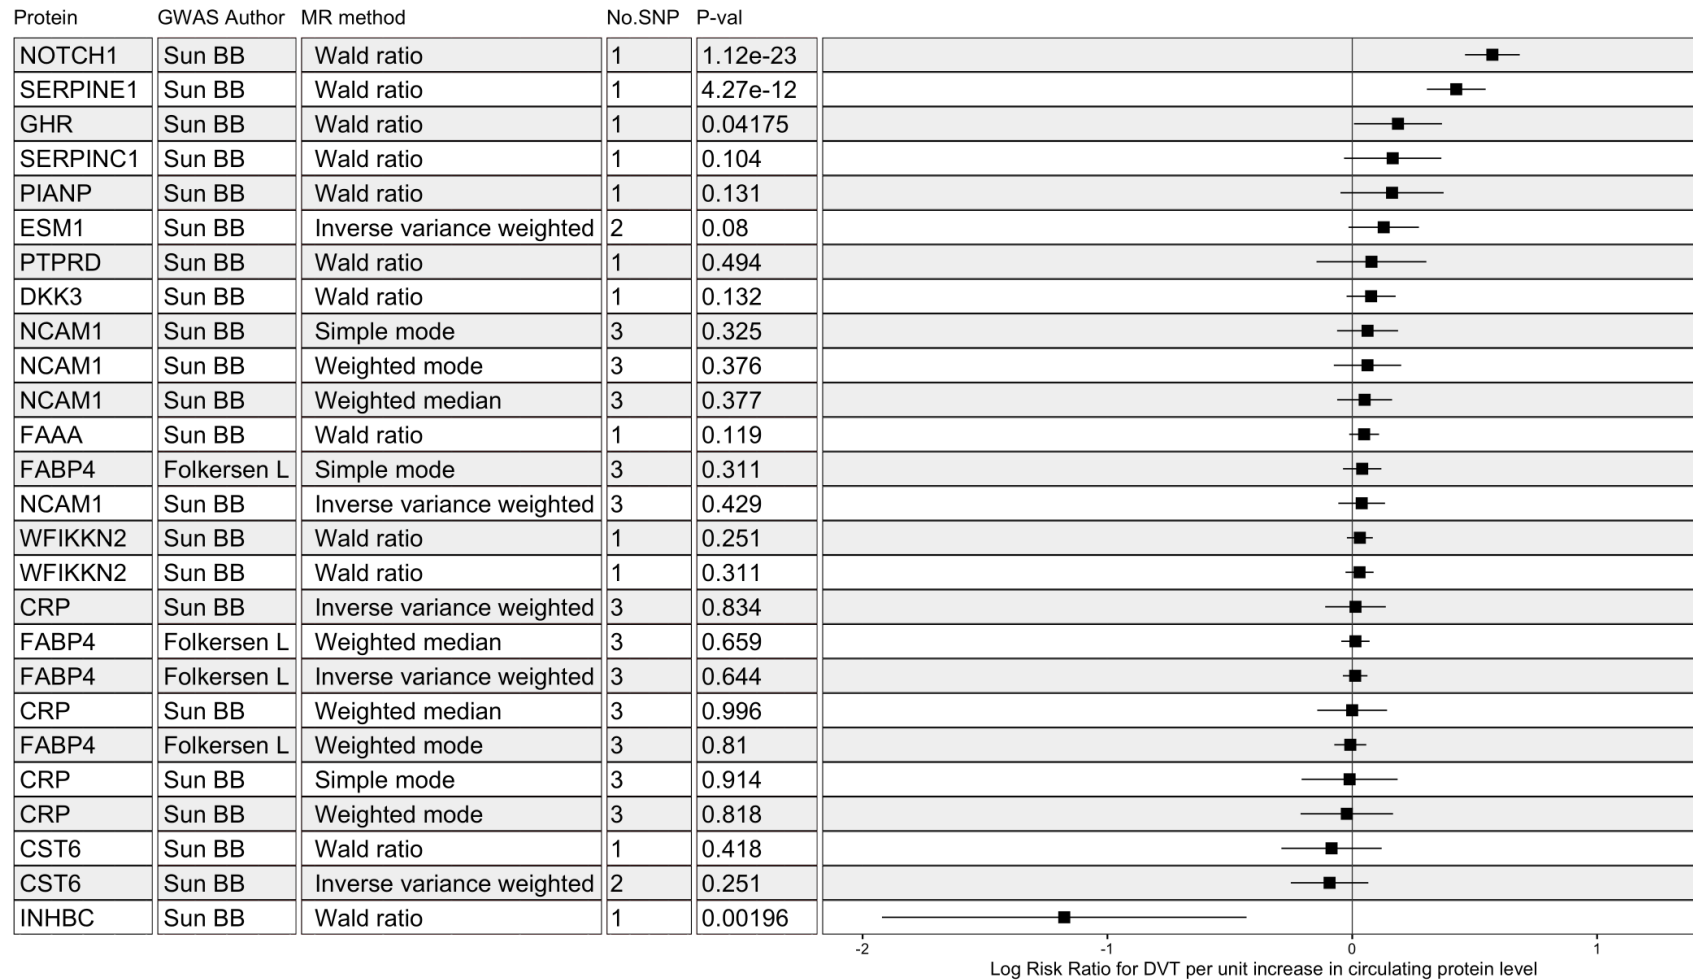 Protein GWAS Author MR method No.SNP P-val
NOTCH1 Sun BB Wald ratio 1 1.12e-23
SERPINE1 Sun BB Wald ratio 1 4.27e-12
GHR Sun BB Wald ratio 1 0.04175
SERPINC1 Sun BB Wald ratio 1 0.104
PIANP Sun BB Wald ratio 1 0.131
ESM1 Sun BB Inverse variance weighted 2 0.08
PTPRD Sun BB Wald ratio 1 0.494
DKK3 Sun BB Wald ratio 1 0.132
NCAM1 Sun BB Simple mode 3 0.325
NCAM1 Sun BB Weighted mode 3 0.376
NCAM1 Sun BB Weighted median 3 0.377
FAAA Sun BB Wald ratio 1 0.119
FABP4 Folkersen L Simple mode 3 0.311
NCAM1 Sun BB Inverse variance weighted 3 0.429
WFIKKN2 Sun BB Wald ratio 1 0.251
WFIKKN2 Sun BB Wald ratio 1 0.311
CRP Sun BB Inverse variance weighted 3 0.834
FABP4 Folkersen L Weighted median 3 0.659
FABP4 Folkersen L Inverse variance weighted 3 0.644
CRP Sun BB Weighted median 3 0.996
FABP4 Folkersen L Weighted mode 3 0.81
CRP Sun BB Simple mode 3 0.914
CRP Sun BB Weighted mode 3 0.818
CST6 Sun BB Wald ratio 1 0.418
CST6 Sun BB Inverse variance weighted 2 0.251
INHBC Sun BB Wald ratio 1 0.00196
-2 -1 0 1
Log Risk Ratio for DVT per unit increase in circulating protein level